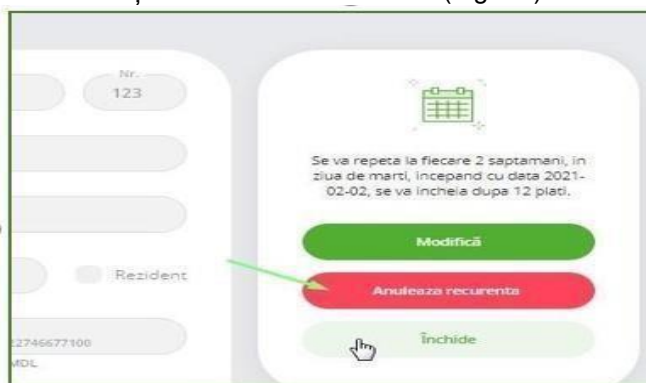 Nr.
123
Se va repeta la fiecare 2 saptamani, in
ziua de marti, incepand cu data 2021-
02-02, se va incheia dupa 12 plati.
Modifică
Rezident
Anuleaza recurenta
Închide
22746677100
MDL